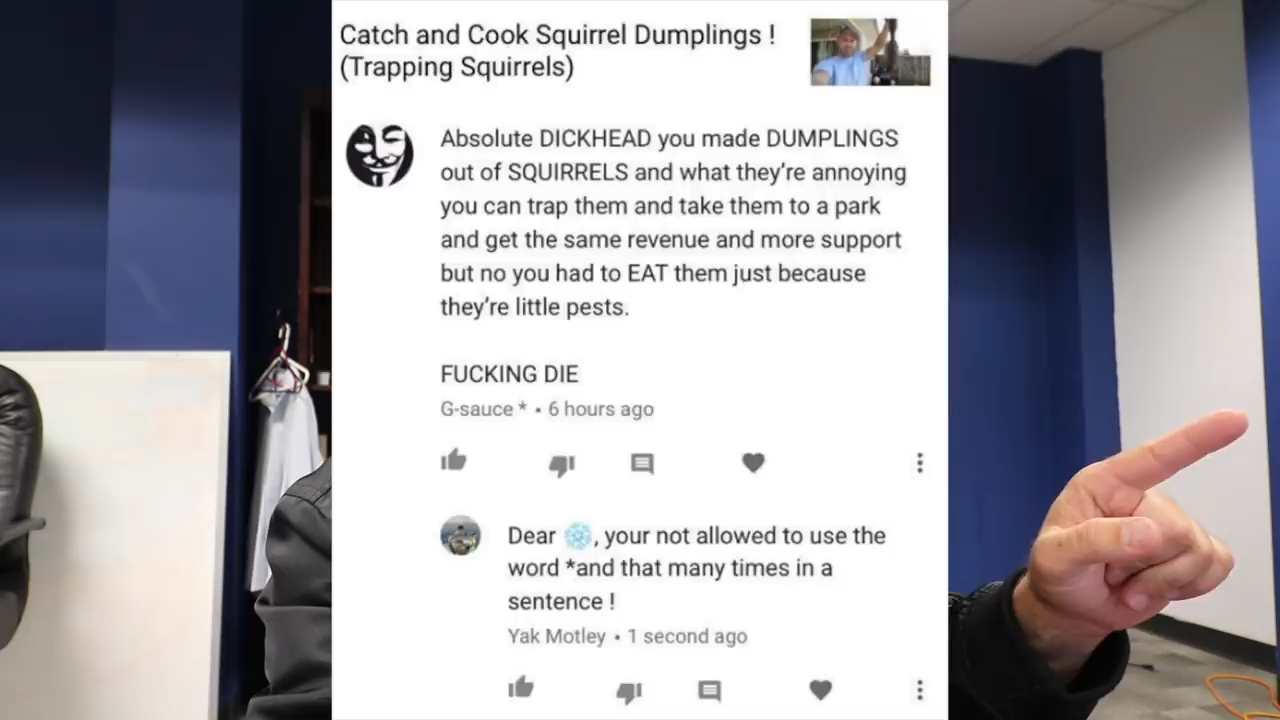 Catch and Cook Squirrel Dumplings !
(Trapping Squirrels)
Absolute DICKHEAD you made DUMPLINGS
out of SQUIRRELS and what they’re annoying
you can trap them and take them to a park
and get the same revenue and more support
but no you had to EAT them just because
they’re little pests.
FUCKING DIE
G-sauce * • 6 hours ago
Dear ❄️, your not allowed to use the
word *and that many times in a
sentence !
Yak Motley • 1 second ago